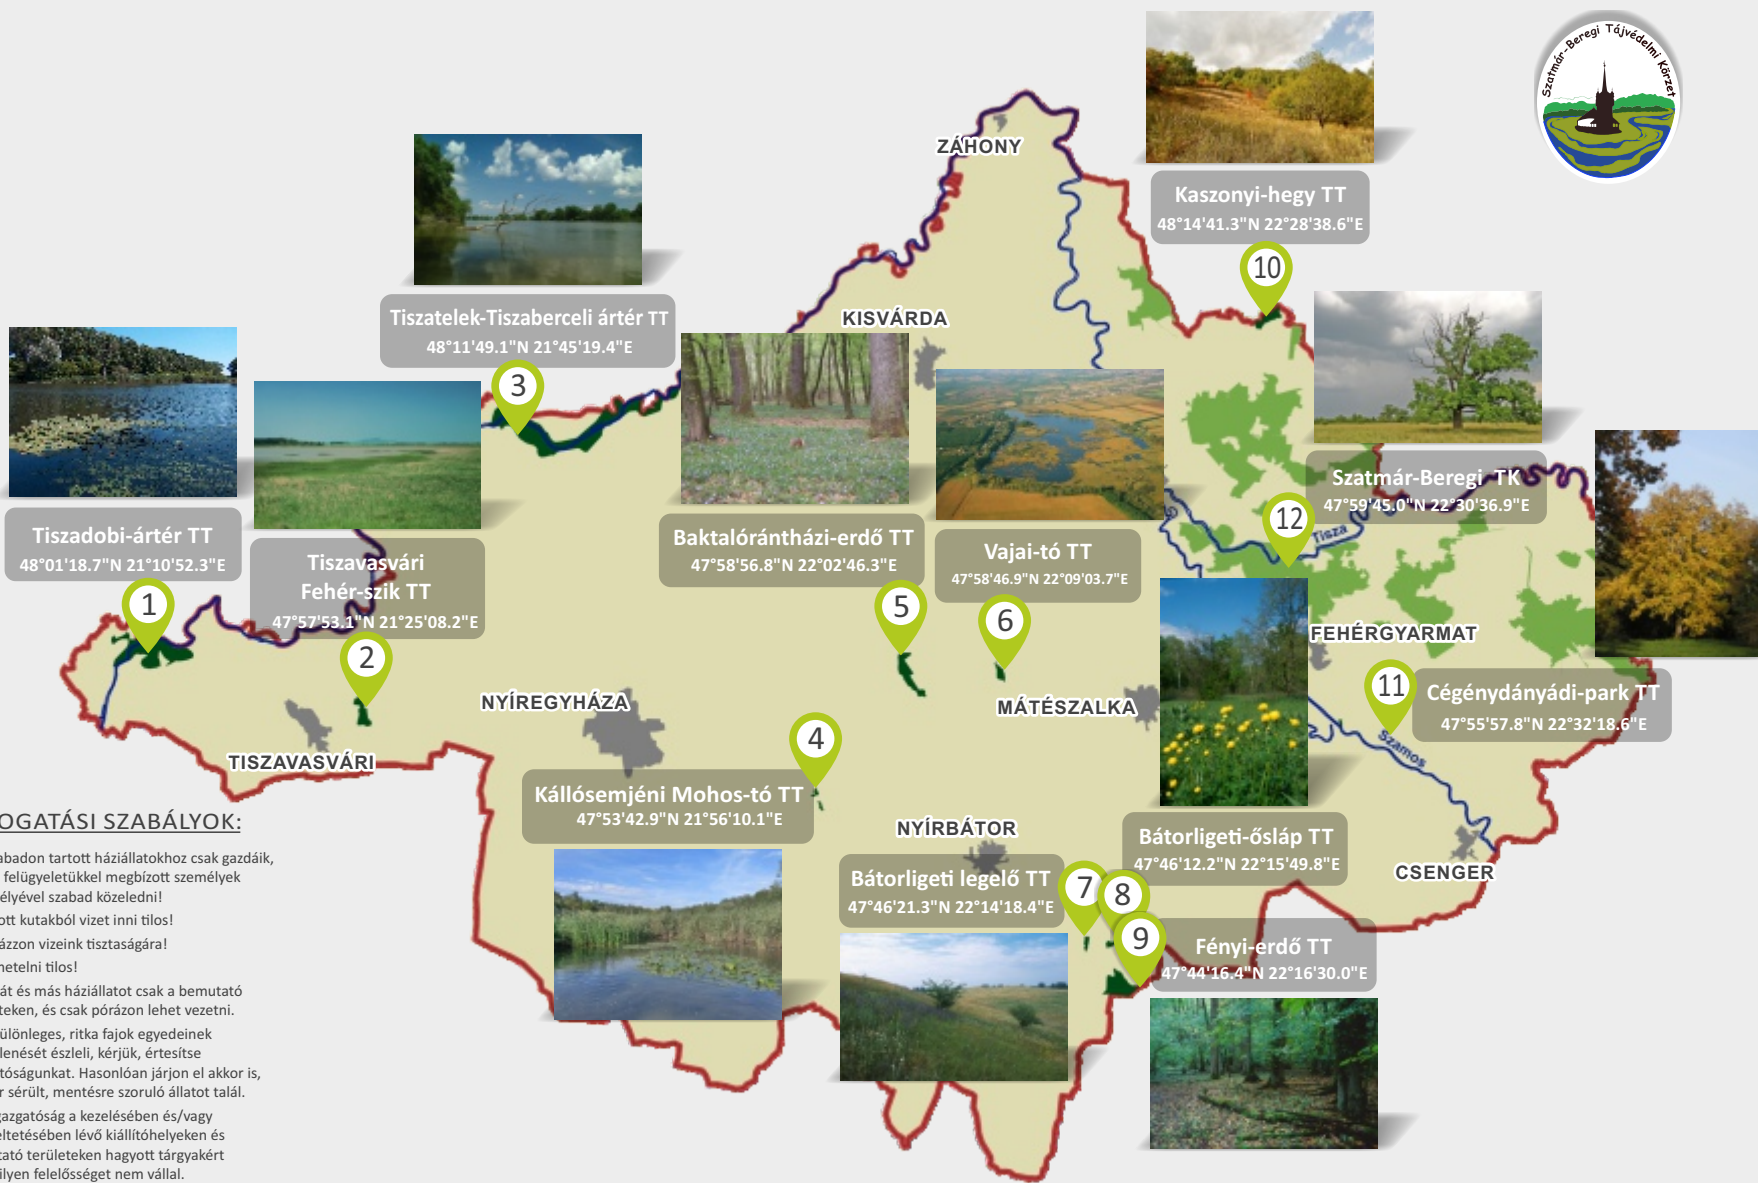 Szatmár-Beregi Tájvédelmi Körzet
ZÁHONY
Kaszonyi-hegy TT
48°14'41.3"N 22°28'38.6"E
10
Tiszatelek-Tiszaberceli ártér TT
48°11'49.1"N 21°45'19.4"E
3
KISVÁRDA
Tiszadobi-ártér TT
48°01'18.7"N 21°10'52.3"E
1
Tiszavasvári
Fehér-szik TT
47°57'53.1"N 21°25'08.2"E
2
Baktalórántházi-erdő TT
47°58'56.8"N 22°02'46.3"E
5
Vajai-tó TT
47°58'46.9"N 22°09'03.7"E
6
Szatmár-Beregi TK
47°59'45.0"N 22°30'36.9"E
12
Tisza
FEHÉRGYARMAT
11
Cégénydányádi-park TT
47°55'57.8"N 22°32'18.6"E
Szamos
NYÍREGYHÁZA
MÁTÉSZALKA
TISZAVASVÁRI
4
Kállósemjéni Mohos-tó TT
47°53'42.9"N 21°56'10.1"E
NYÍRBÁTOR
Bátorligeti-ősláp TT
47°46'12.2"N 22°15'49.8"E
8
CSENGER
Bátorligeti legelő TT
47°46'21.3"N 22°14'18.4"E
7
9
Fényi-erdő TT
47°44'16.4"N 22°16'30.0"E
OGATÁSI SZABÁLYOK:
abadon tartott háziállatokhoz csak gazdáik,
felügyeletükkel megbízott személyek
élyével szabad közeledni!
ott kutakból vizet inni tilos!
ázzon vizeink tisztaságára!
metelni tilos!
át és más háziállatot csak a bemutató
teken, és csak pórázon lehet vezetni.
ülönleges, ritka fajok egyedeinek
lenését észleli, kérjük, értesítse
tóságunkat. Hasonlóan járjon el akkor is,
r sérült, mentésre szoruló állatot talál.
gazgatóság a kezelésében és/vagy
eltetésében lévő kiállítóhelyeken és
tató területeken hagyott tárgyakért
ilyen felelősséget nem vállal.